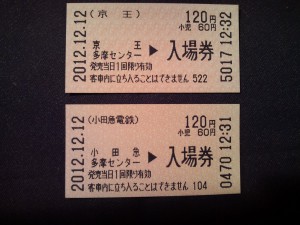 (京王)
120円
小児 60円
京王
多摩センター ▶ 入場券
発売当日1回限り有効
客車内に立ち入ることはできません 522
2012.12.12
5017 12:32
(小田急電鉄)
120円
小児 60円
小田急
多摩センター ▶ 入場券
発売当日1回限り有効
客車内に立ち入ることはできません 104
2012.12.12
0470 12:31